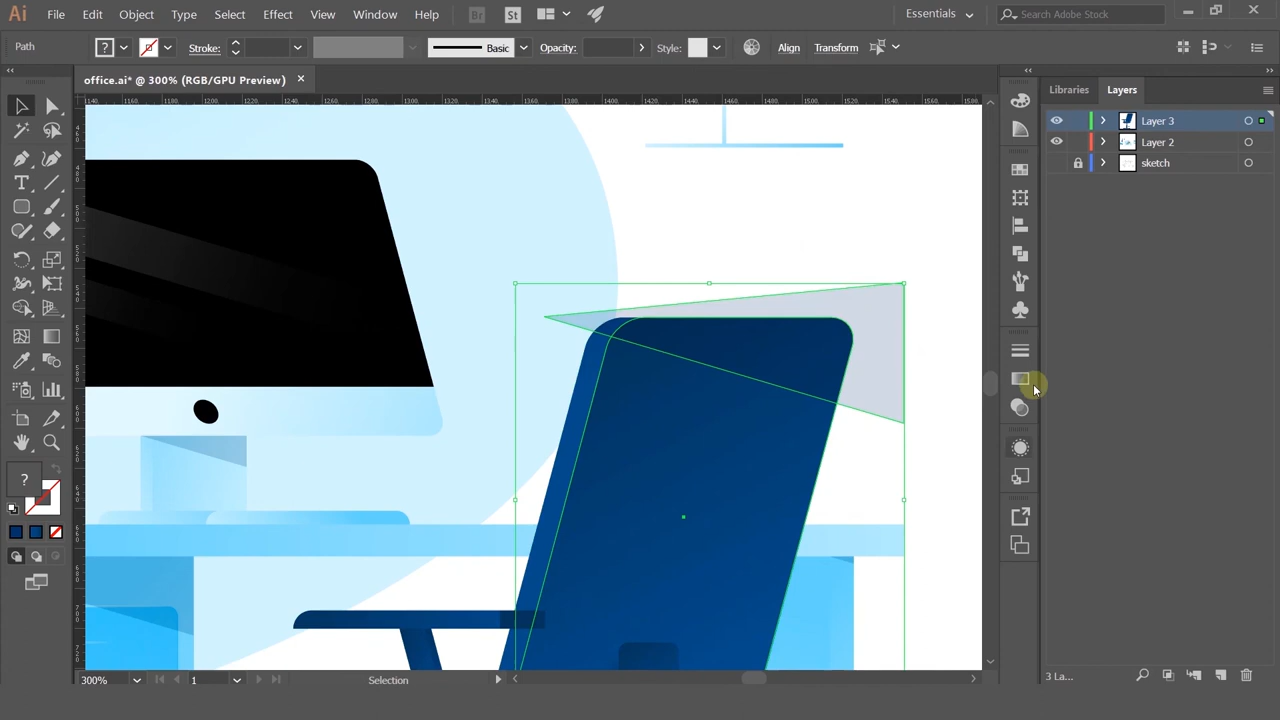 Ai File Edit Object Type Select Effect View Window Help Br St Essentials Search Adobe Stock
Path ? Stroke: Basic Opacity: Style: Align Transform
office.ai* @ 300% (RGB/GPU Preview) × Libraries Layers
Layer 3
Layer 2
sketch
T
?
300% 1 Selection 3 La...